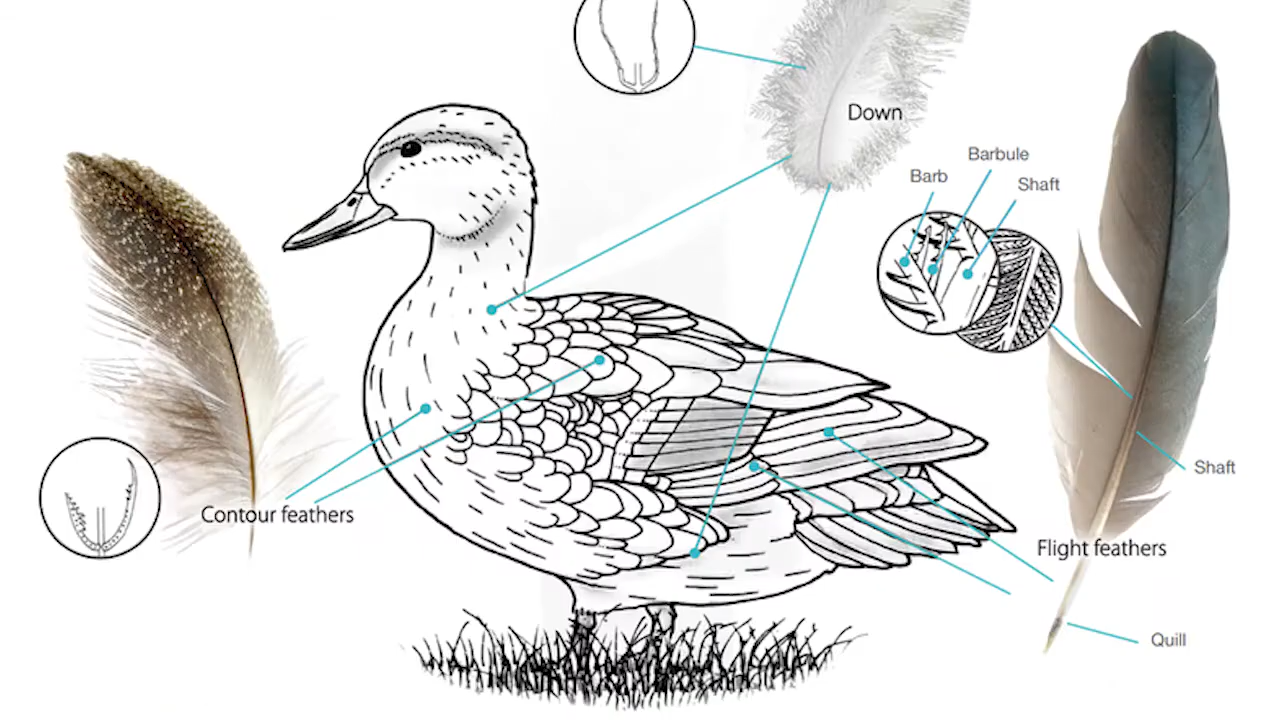 Down
Barbule
Barb
Shaft
Shaft
Contour feathers
Flight feathers
Quill